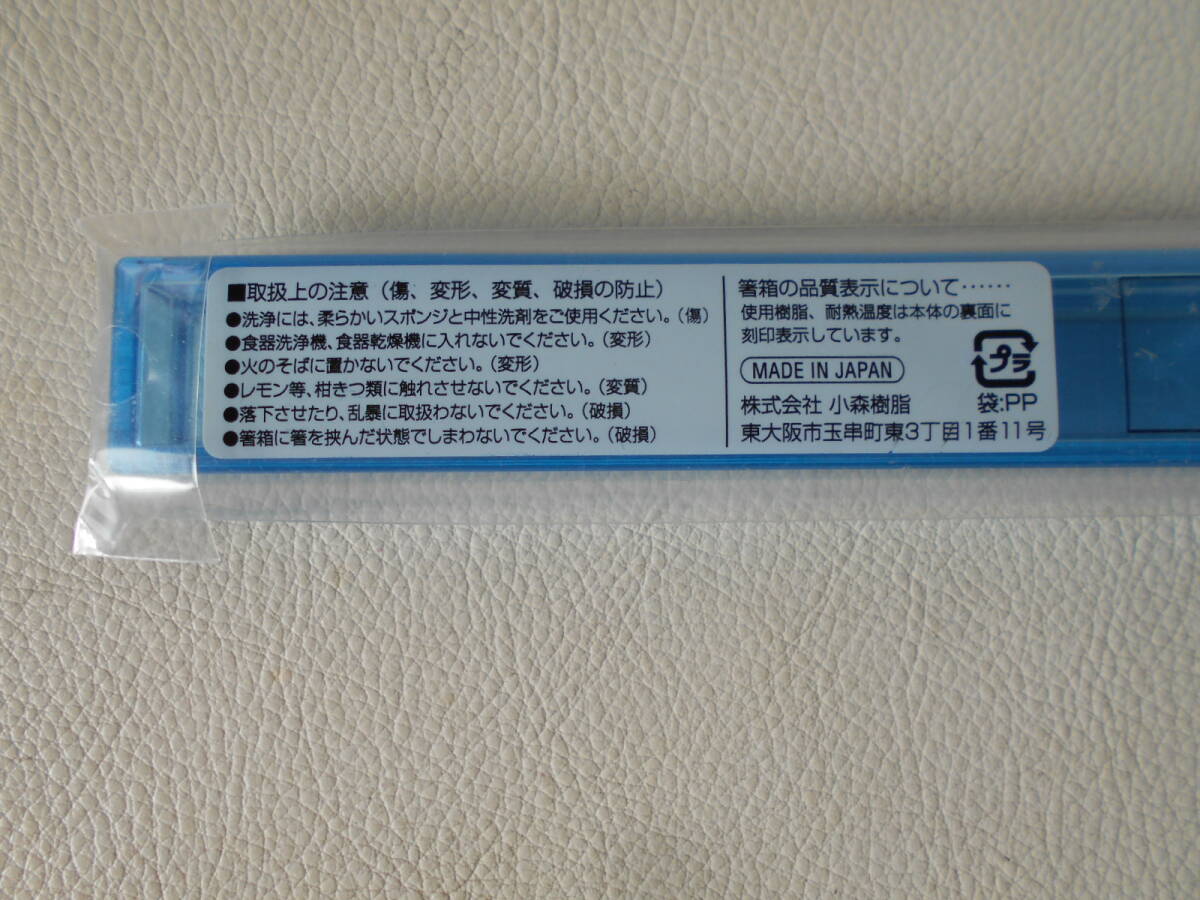 ■取扱上の注意（傷、変形、変質、破損の防止）
●洗浄には、柔らかいスポンジと中性洗剤をご使用ください。（傷）
●食器洗浄機、食器乾燥機に入れないでください。（変形）
●火のそばに置かないでください。（変形）
●レモン等、柑きつ類に触れさせないでください。（変質）
●落下させたり、乱暴に取扱わないでください。（破損）
●箸箱に箸を挟んだ状態でしまわないでください。（破損）
箸箱の品質表示について……
使用樹脂、耐熱温度は本体の裏面に
刻印表示しています。
MADE IN JAPAN
プラ
株式会社 小森樹脂
袋:PP
東大阪市玉串町東3丁目1番11号